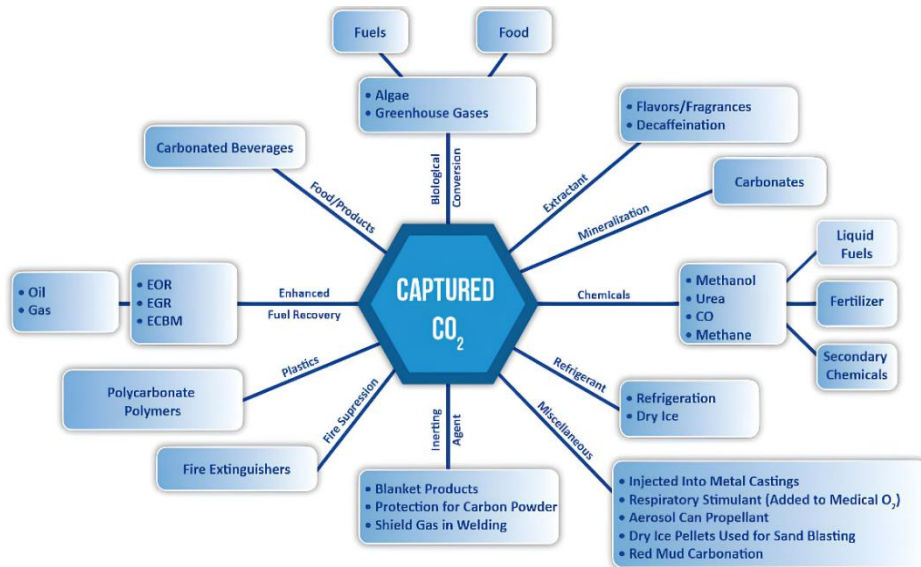 Fuels
Food
• Algae
• Greenhouse Gases
Biological
Conversion
• Flavors/Fragrances
• Decaffeination
Extractant
Carbonated Beverages
Food/Products
Carbonates
Mineralization
CAPTURED
CO₂
• Oil
• Gas
• EOR
• EGR
• ECBM
Enhanced
Fuel Recovery
Chemicals
• Methanol
• Urea
• CO
• Methane
Liquid
Fuels
Fertilizer
Secondary
Chemicals
Plastics
Polycarbonate
Polymers
Fire Supression
Fire Extinguishers
Inerting
Agent
• Blanket Products
• Protection for Carbon Powder
• Shield Gas in Welding
Refrigerant
• Refrigeration
• Dry Ice
Miscellaneous
• Injected Into Metal Castings
• Respiratory Stimulant (Added to Medical O₂)
• Aerosol Can Propellant
• Dry Ice Pellets Used for Sand Blasting
• Red Mud Carbonation